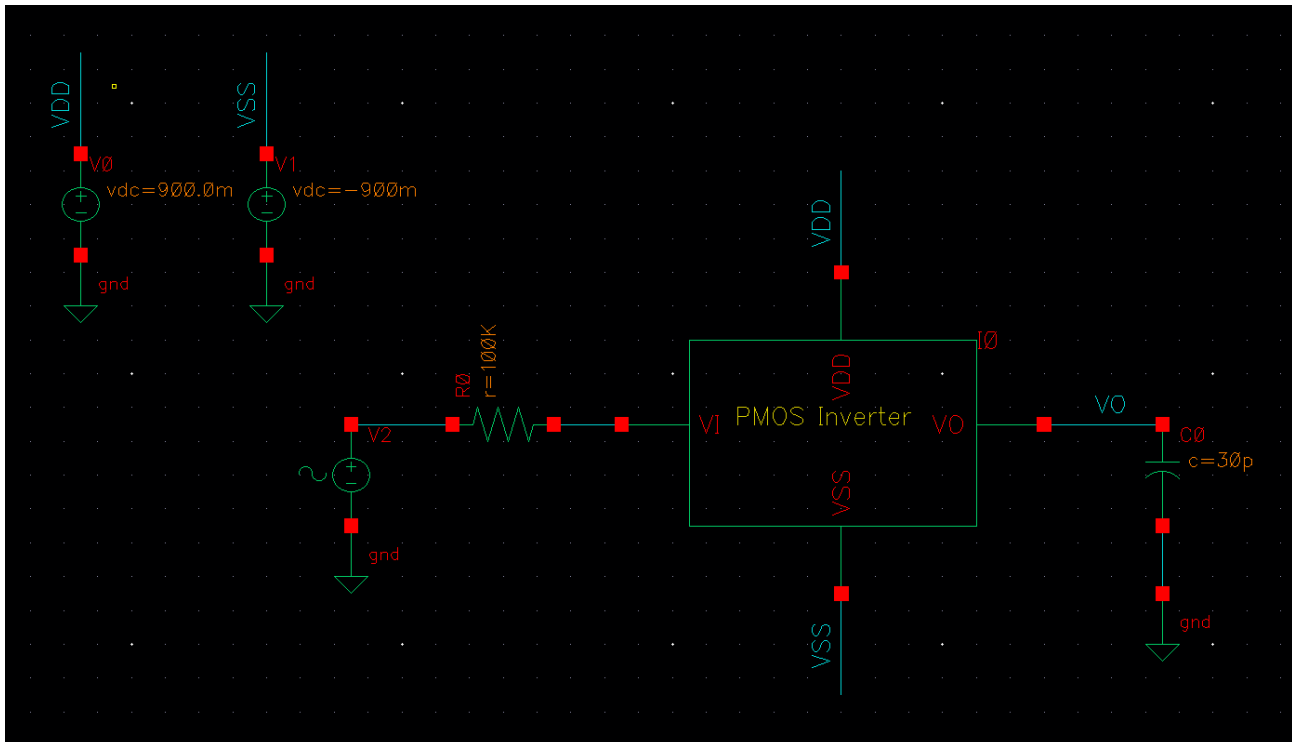 VDD
V0
vdc=900.0m
gnd
VSS
V1
vdc=-900m
gnd
V2
gnd
R0
r=100K
VDD
I0
VDD
PMOS Inverter
VI
VO
VSS
VSS
VO
C0
c=30p
gnd